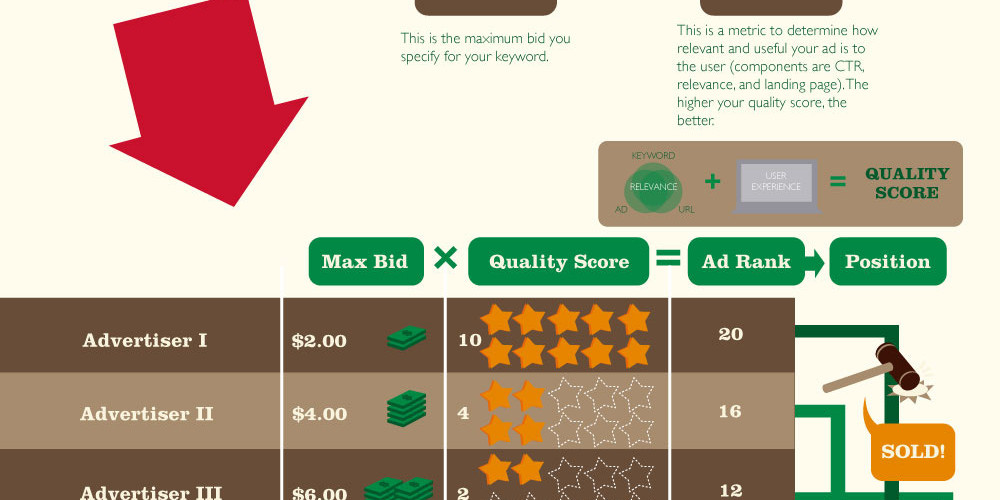 This is the maximum bid you
specify for your keyword.
This is a metric to determine how
relevant and useful your ad is to
the user (components are CTR,
relevance, and landing page).The
higher your quality score, the
better.
KEYWORD
RELEVANCE
AD URL
+
USER
EXPERIENCE
=
QUALITY
SCORE
Max Bid × Quality Score = Ad Rank Position
Advertiser I $2.00 10 20
Advertiser II $4.00 4 16
SOLD!
Advertiser III $6.00 2 12